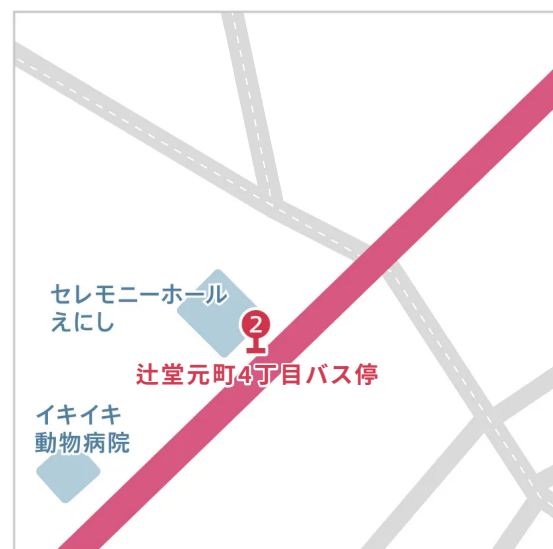 セレモニーホール
えにし
2
辻堂元町4丁目バス停
イキイキ
動物病院